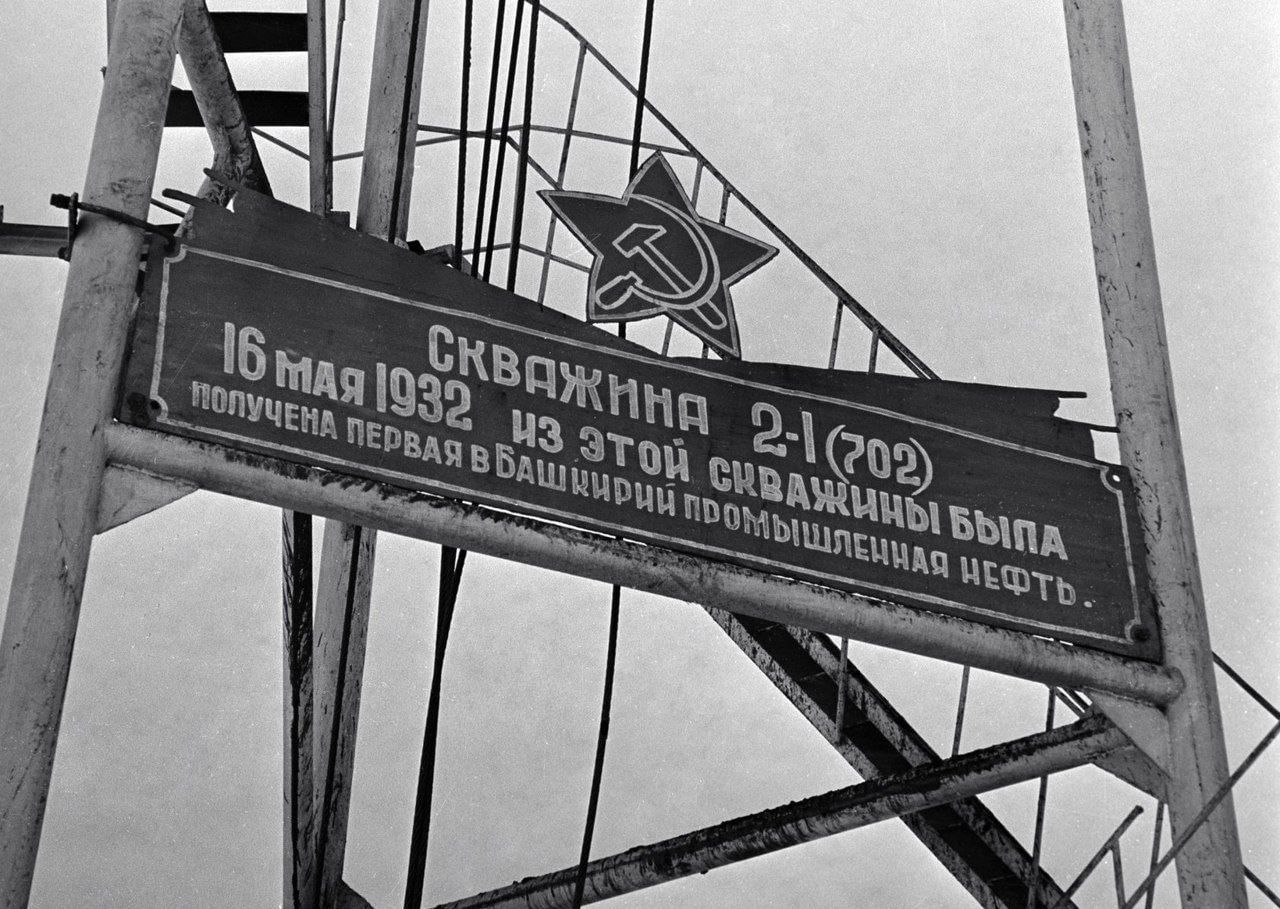 СКВАЖИНА 2-1(702)
16 МАЯ 1932 ИЗ ЭТОЙ СКВАЖИНЫ БЫЛА
ПОЛУЧЕНА ПЕРВАЯ В БАШКИРИЙ ПРОМЫШЛЕННАЯ НЕФТЬ.